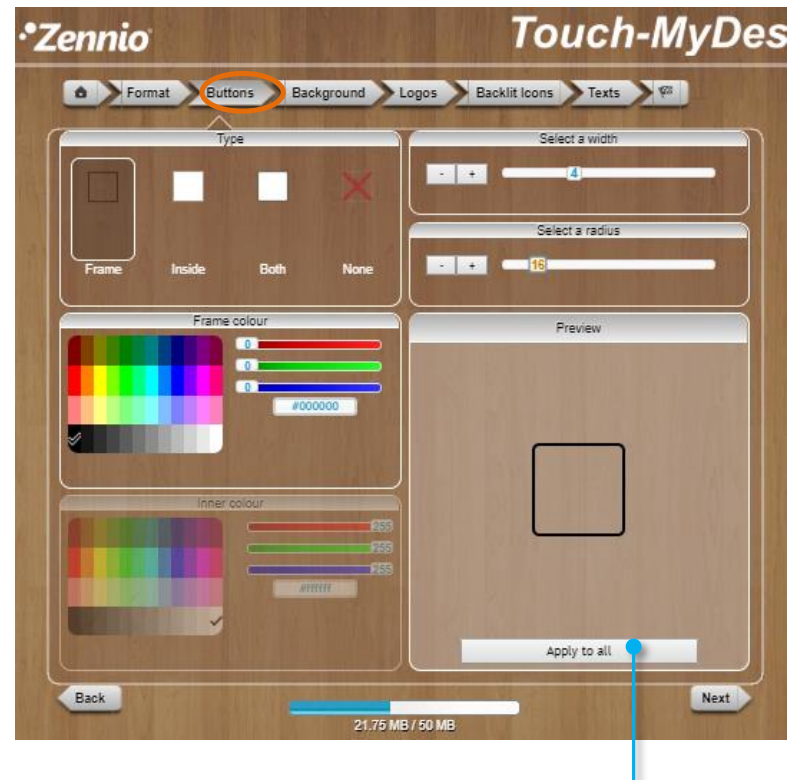 Zennio
Touch-MyDes
Format Buttons Background Logos Backlit Icons Texts
Type
Frame Inside Both None
Select a width
- + 4
Select a radius
- + 16
Frame colour
0
0
0
#000000
Inner colour
255
255
255
#ffffff
Preview
Apply to all
Back
21.75 MB / 50 MB
Next